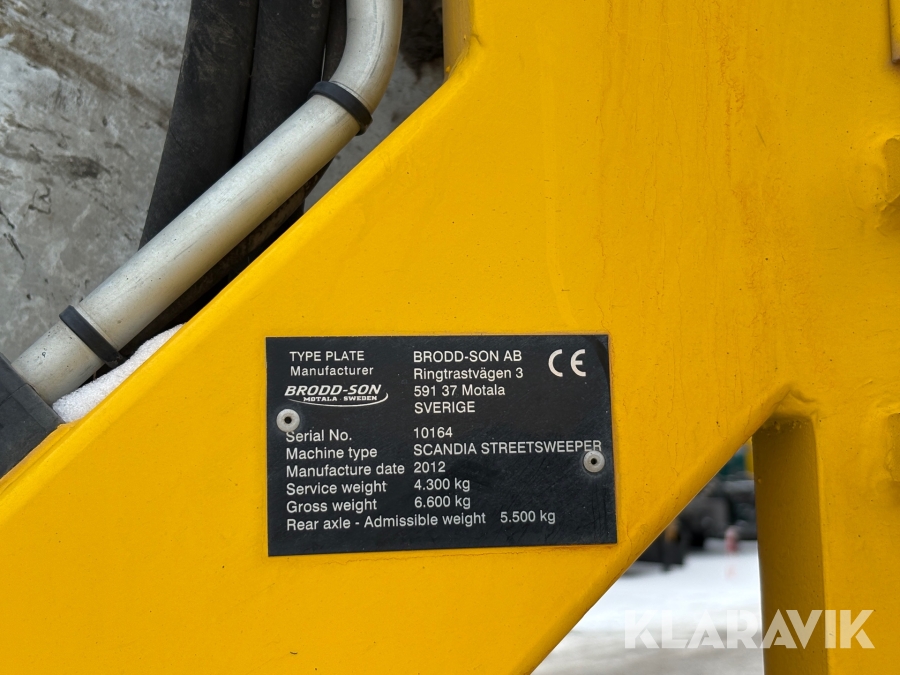 TYPE PLATE
Manufacturer
BRODD-SON
MOTALA SWEDEN
BRODD-SON AB
Ringtrastvägen 3
591 37 Motala
SVERIGE
CE
Serial No. 10164
Machine type SCANDIA STREETSWEEPER
Manufacture date 2012
Service weight 4.300 kg
Gross weight 6.600 kg
Rear axle - Admissible weight 5.500 kg
KLARAVIK